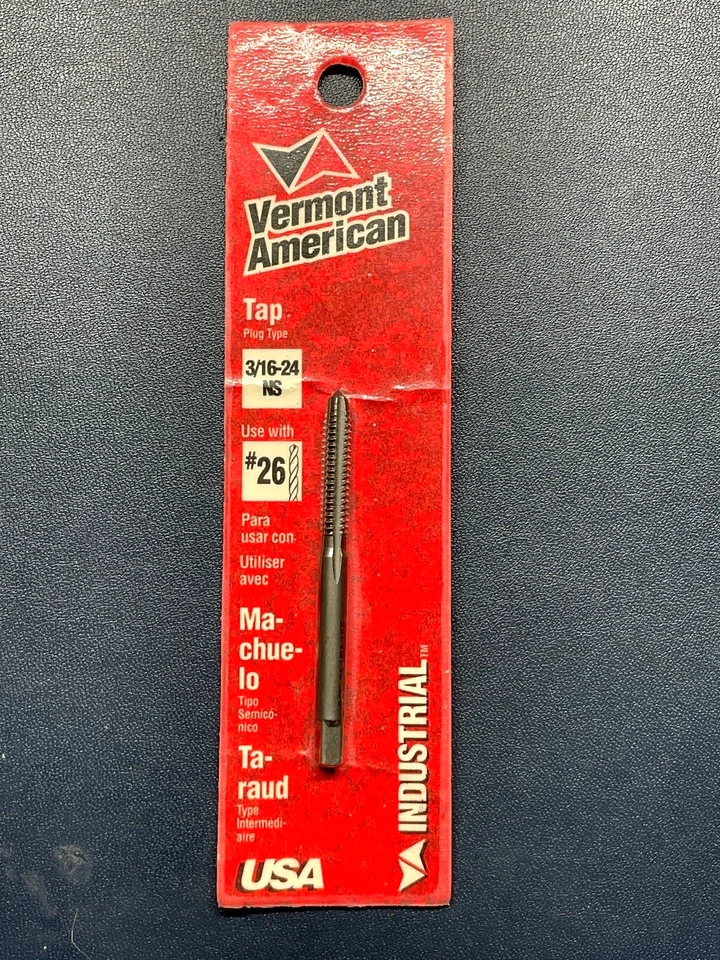 Vermont
American
Tap
Plug Type
3/16-24
NS
Use with
#26
Para
usar con
Utiliser
avec
Ma-
chue-
lo
Tipo
Semicó-
nico
Ta-
raud
Type
Intermédi-
aire
USA
INDUSTRIAL™